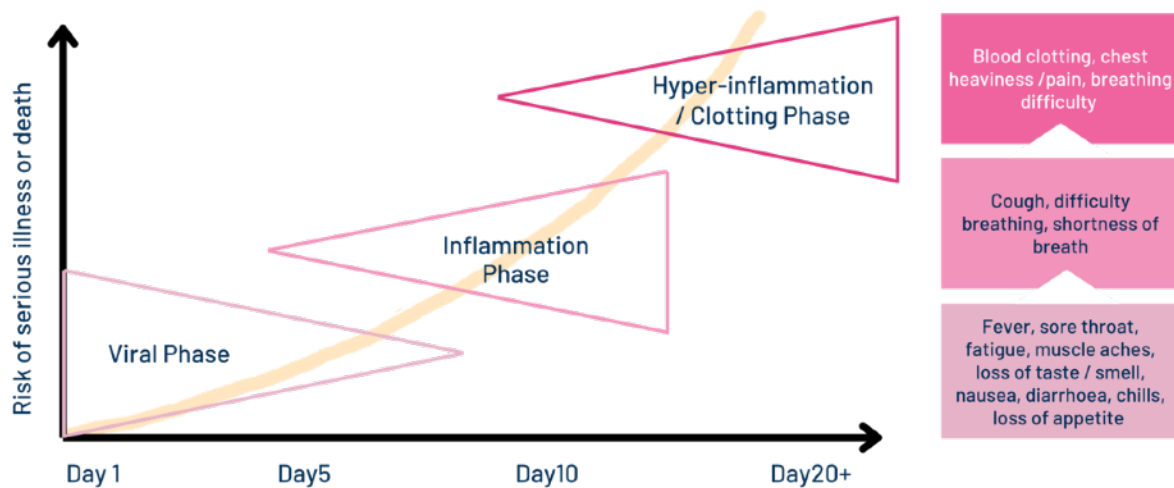 Risk of serious illness or death
Hyper-inflammation
/ Clotting Phase
Inflammation
Phase
Viral Phase
Day 1
Day5
Day10
Day20+
Blood clotting, chest
heaviness /pain, breathing
difficulty
Cough, difficulty
breathing, shortness of
breath
Fever, sore throat,
fatigue, muscle aches,
loss of taste / smell,
nausea, diarrhoea, chills,
loss of appetite